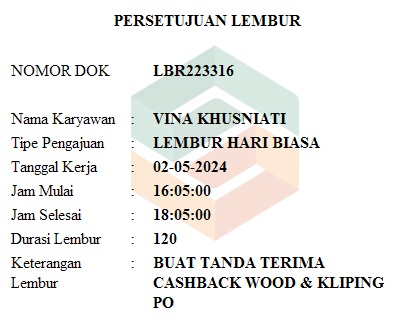 PERSETUJUAN LEMBUR
NOMOR DOK LBR223316
Nama Karyawan : VINA KHUSNIATI
Tipe Pengajuan : LEMBUR HARI BIASA
Tanggal Kerja : 02-05-2024
Jam Mulai : 16:05:00
Jam Selesai : 18:05:00
Durasi Lembur : 120
Keterangan : BUAT TANDA TERIMA
Lembur CASHBACK WOOD & KLIPING
PO